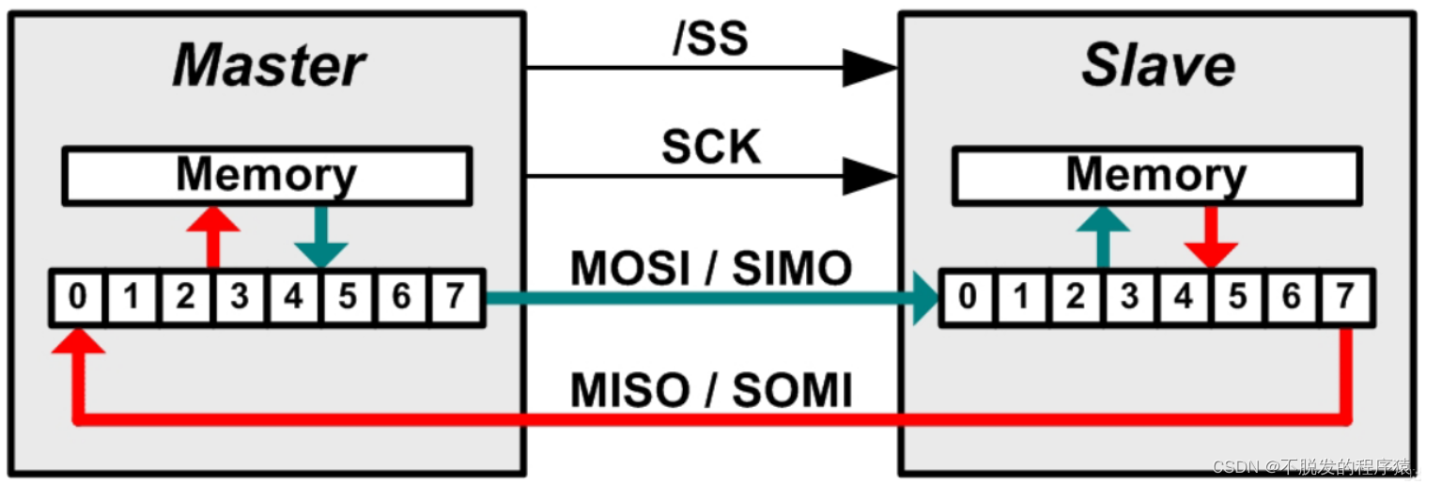 Master
/SS
Slave
SCK
Memory
Memory
MOSI / SIMO
0 1 2 3 4 5 6 7
0 1 2 3 4 5 6 7
MISO / SOMI
CSDN @不脱发的程序猿